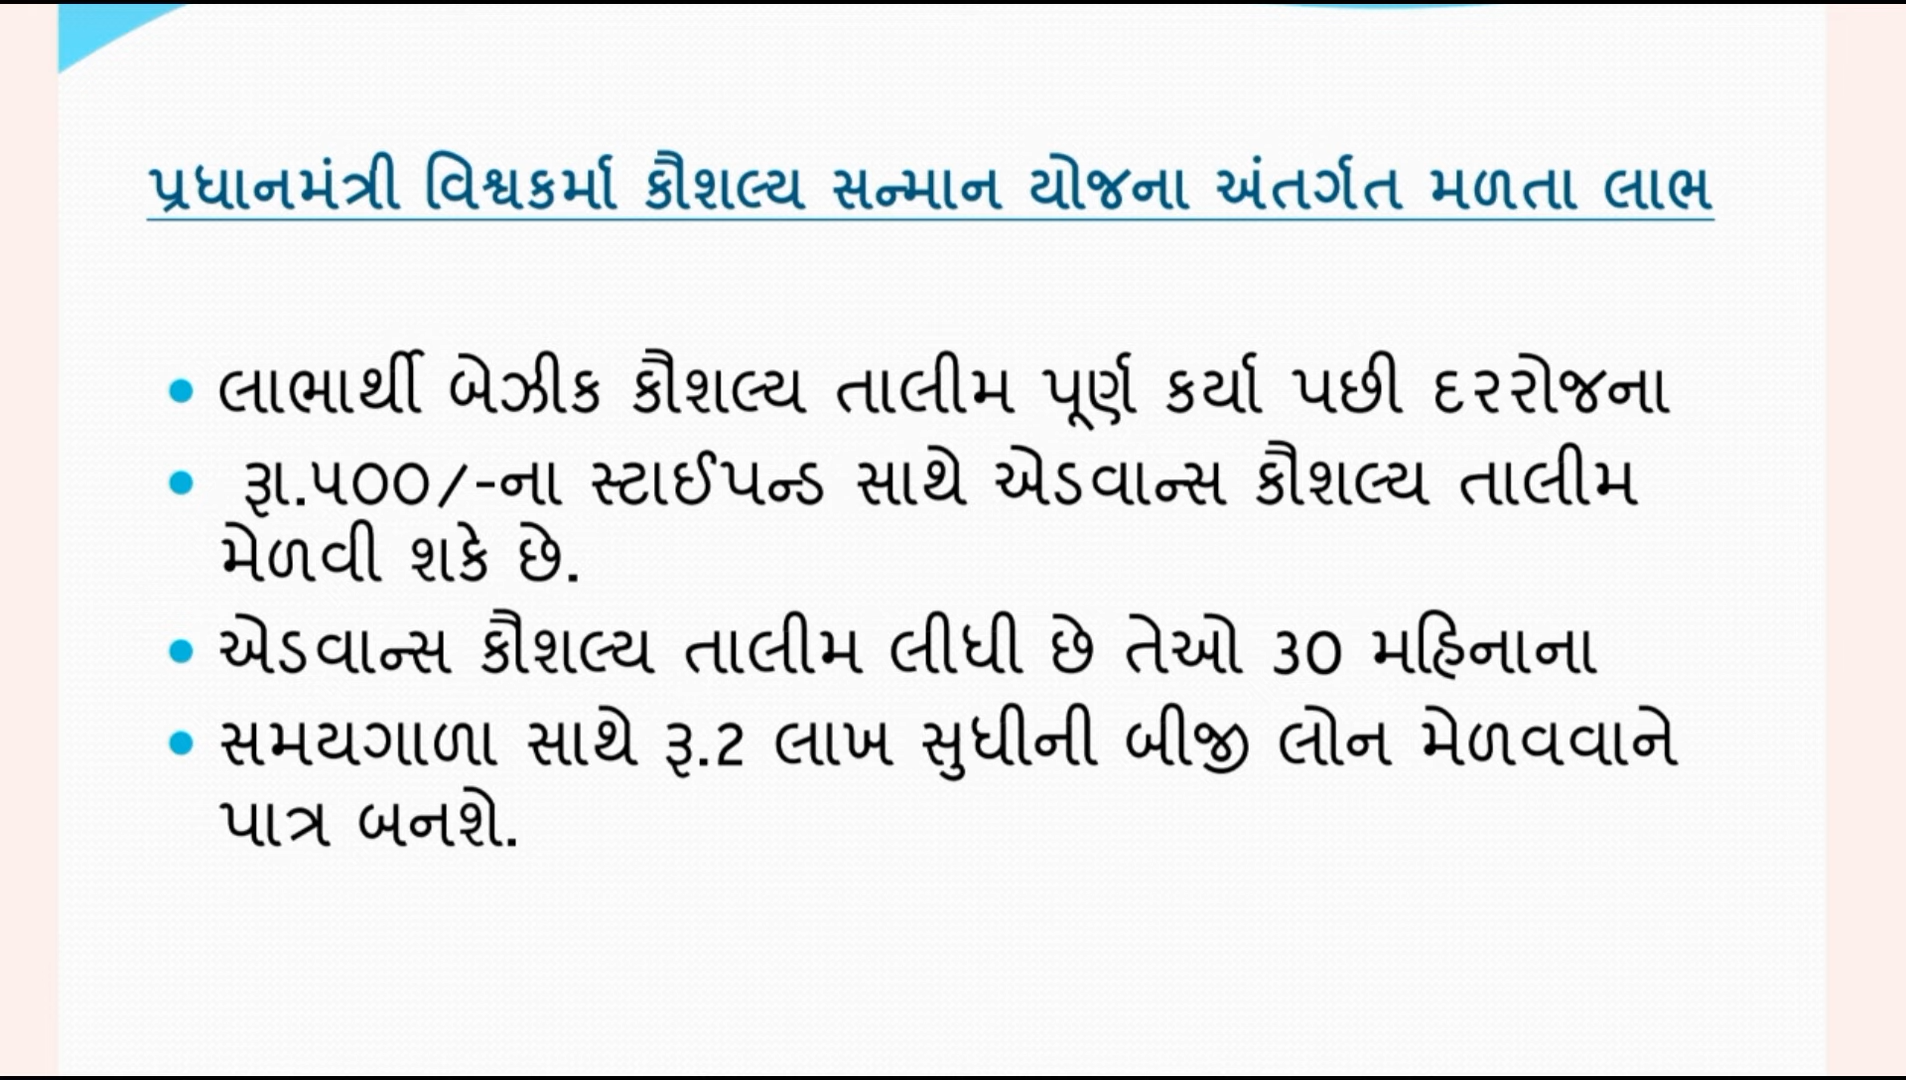 પ્રધાનમંત્રી વિશ્વકર્મા કૌશલ્ય સન્માન યોજના અંતર્ગત મળતા લાભ
• લાભાર્થી બેઝીક કૌશલ્ય તાલીમ પૂર્ણ કર્યા પછી દરરોજના
• રૂા.૫૦૦/-ના સ્ટાઈપન્ડ સાથે એડવાન્સ કૌશલ્ય તાલીમ
મેળવી શકે છે.
• એડવાન્સ કૌશલ્ય તાલીમ લીધી છે તેઓ 30 મહિનાના
• સમયગાળા સાથે રૂ.2 લાખ સુધીની બીજી લોન મેળવવાને
પાત્ર બનશે.